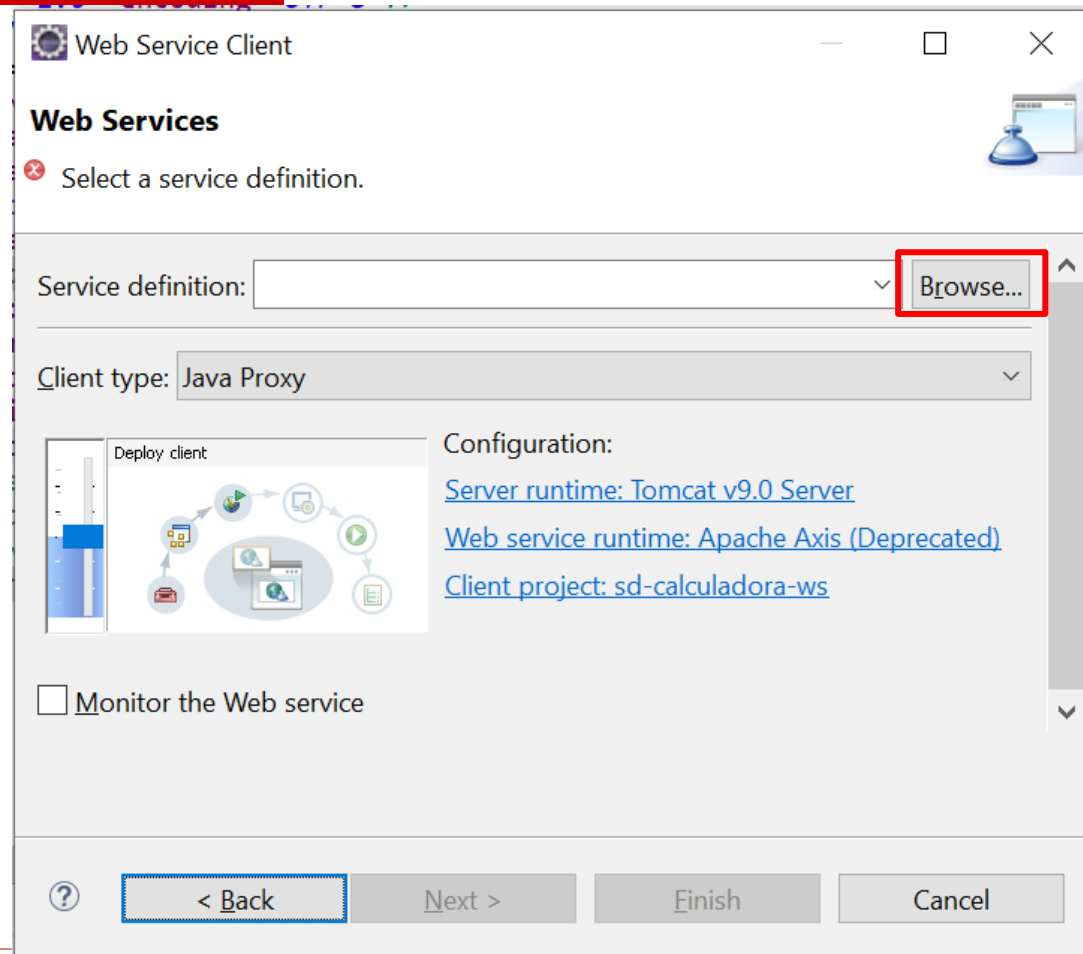 Web Service Client
Web Services
Select a service definition.
Service definition:
Browse...
Client type: Java Proxy
Deploy client
Configuration:
Server runtime: Tomcat v9.0 Server
Web service runtime: Apache Axis (Deprecated)
Client project: sd-calculadora-ws
Monitor the Web service
< Back
Next >
Finish
Cancel